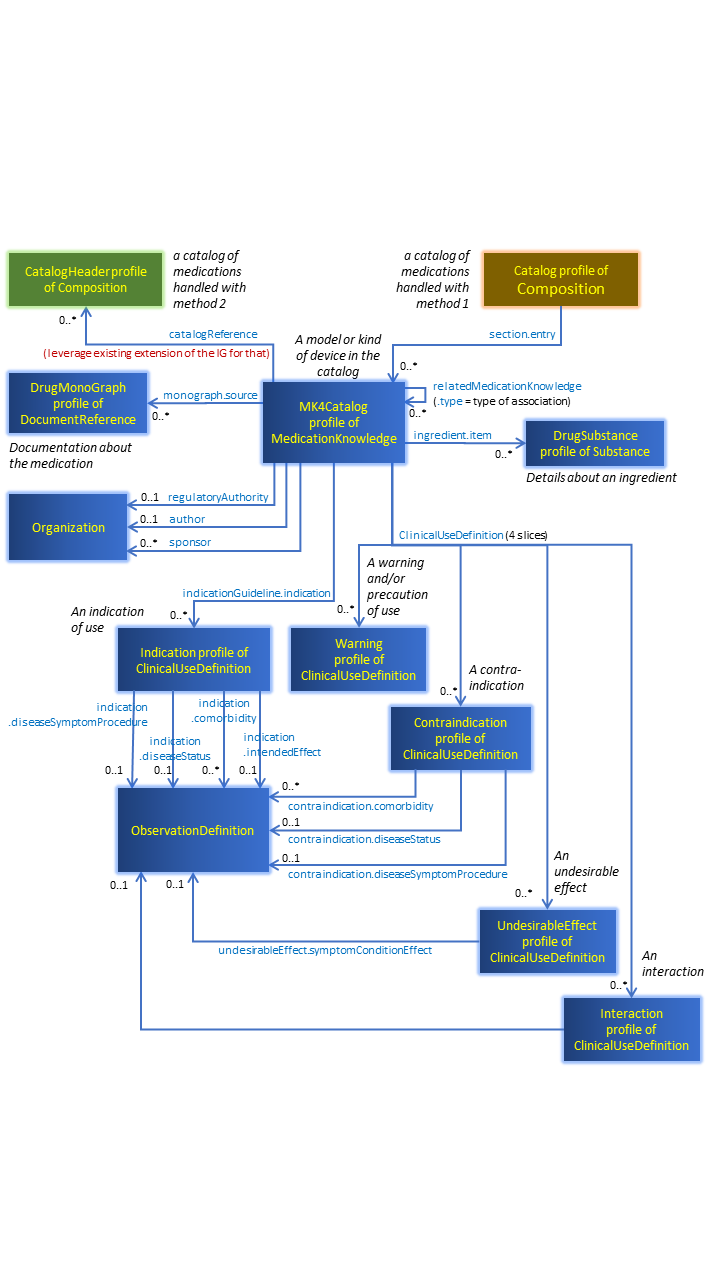 CatalogHeader profile
of Composition
a catalog of
medications
handled with
method 2
a catalog of
medications
handled with
method 1
Catalog profile of
Composition
0..*
catalogReference
(leverage existing extension of the IG for that)
A model or kind
of device in the
catalog
section.entry
0..*
DrugMonoGraph
profile of
DocumentReference
monograph.source
0..*
MK4Catalog
profile of
MedicationKnowledge
relatedMedicationKnowledge
(.type = type of association)
0..*
Documentation about
the medication
ingredient.item
0..*
DrugSubstance
profile of Substance
Details about an ingredient
Organization
0..1 regulatoryAuthority
0..1 author
0..* sponsor
ClinicalUseDefinition (4 slices)
A warning
and/or
precaution
of use
0..*
indicationGuideline.indication
0..*
An indication
of use
Indication profile of
ClinicalUseDefinition
Warning
profile of
ClinicalUseDefinition
A contra-
indication
0..*
indication
.diseaseSymptomProcedure
indication
.diseaseStatus
indication
.comorbidity
indication
.intendedEffect
0..1
0..1
0..*
0..1
Contraindication
profile of
ClinicalUseDefinition
ObservationDefinition
0..*
contraindication.comorbidity
0..1
contraindication.diseaseStatus
0..1
contraindication.diseaseSymptomProcedure
0..1
0..1
An
undesirable
effect
0..*
undesirableEffect.symptomConditionEffect
UndesirableEffect
profile of
ClinicalUseDefinition
An
interaction
0..*
Interaction
profile of
ClinicalUseDefinition